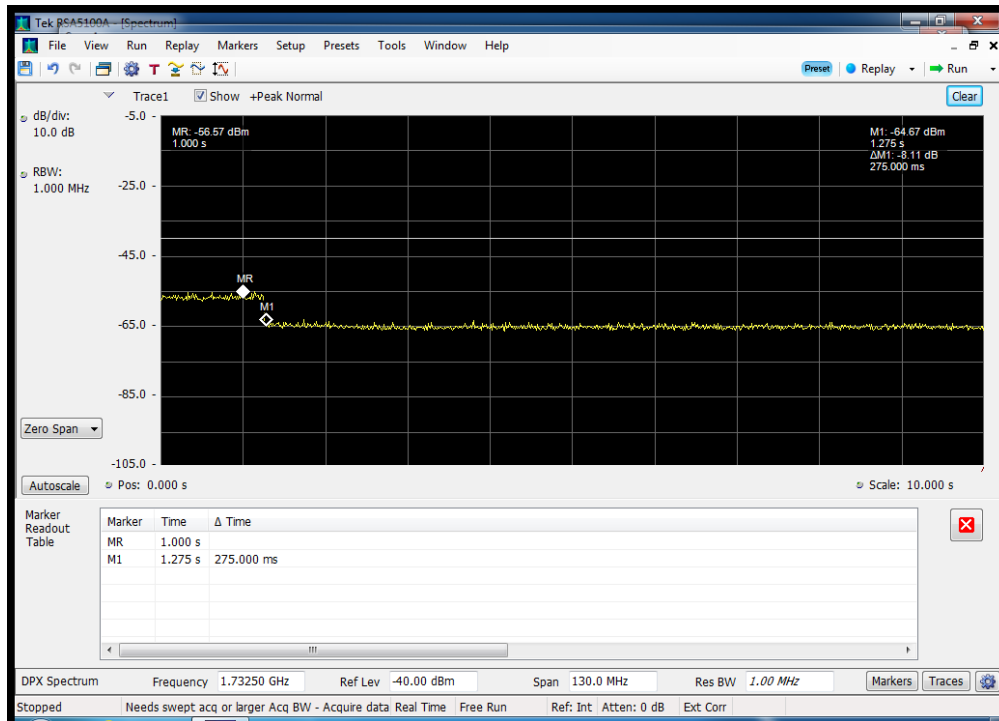 Tek RSA5100A - [Spectrum]
File View Run Replay Markers Setup Presets Tools Window Help
T
Preset Replay Run
Trace1 Show +Peak Normal Clear
dB/div:
10.0 dB
RBW:
1.000 MHz
-5.0
-25.0
-45.0
-65.0
-85.0
-105.0
MR: -56.57 dBm
1.000 s
M1: -64.67 dBm
1.275 s
ΔM1: -8.11 dB
275.000 ms
MR
M1
Zero Span
Autoscale Pos: 0.000 s Scale: 10.000 s
Marker
Readout
Table
Marker Time Δ Time
MR 1.000 s
M1 1.275 s 275.000 ms
DPX Spectrum Frequency 1.73250 GHz Ref Lev -40.00 dBm Span 130.0 MHz Res BW 1.00 MHz Markers Traces
Stopped Needs swept acq or larger Acq BW - Acquire data Real Time Free Run Ref: Int Atten: 0 dB Ext Corr